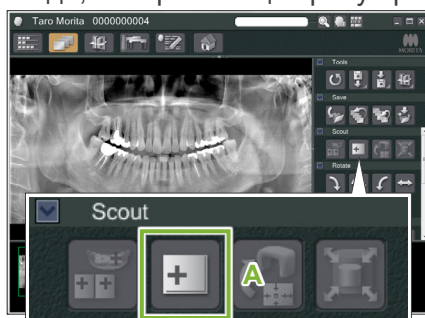 Taro Morita 0000000004
MORITA
Tools
Save
Scout
Rotate
Scout
A